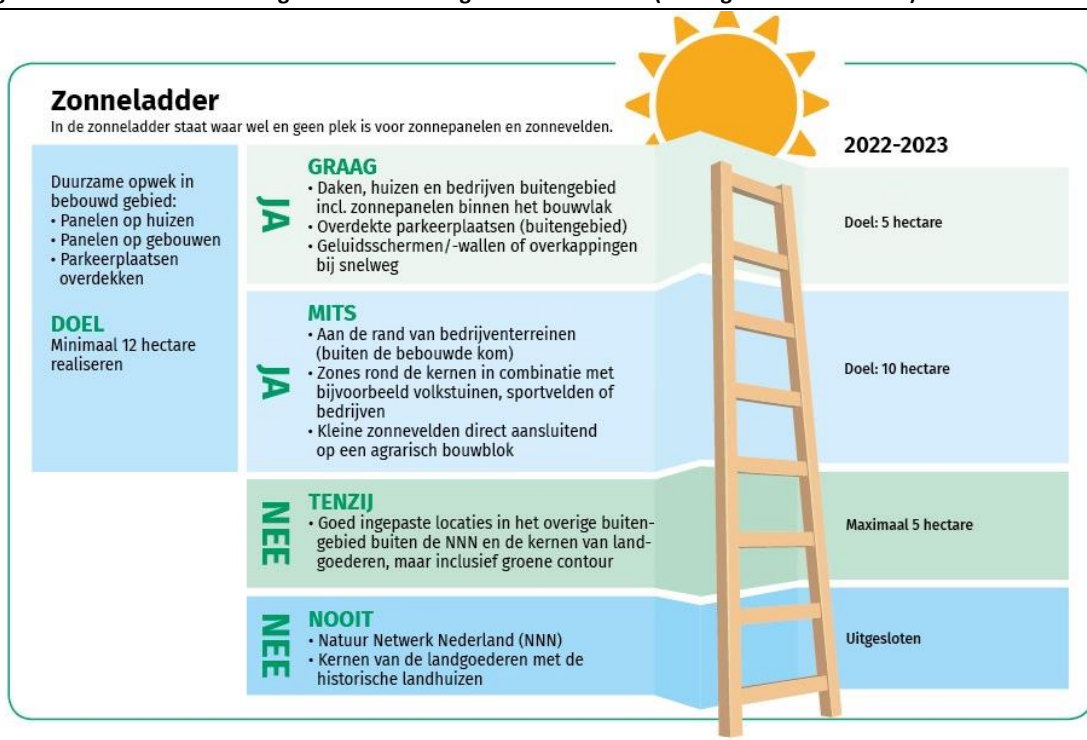 Zonneladder
In de zonneladder staat waar wel en geen plek is voor zonnepanelen en zonnevelden.
2022-2023
Duurzame opwek in
bebouwd gebied:
• Panelen op huizen
• Panelen op gebouwen
• Parkeerplaatsen
overdekken
DOEL
Minimaal 12 hectare
realiseren
JA
GRAAG
• Daken, huizen en bedrijven buitengebied
incl. zonnepanelen binnen het bouwvlak
• Overdekte parkeerplaatsen (buitengebied)
• Geluidsschermen/-wallen of overkappingen
bij snelweg
Doel: 5 hectare
JA
MITS
• Aan de rand van bedrijventerreinen
(buiten de bebouwde kom)
• Zones rond de kernen in combinatie met
bijvoorbeeld volkstuinen, sportvelden of
bedrijven
• Kleine zonnevelden direct aansluitend
op een agrarisch bouwblok
Doel: 10 hectare
NEE
TENZIJ
• Goed ingepaste locaties in het overige buiten-
gebied buiten de NNN en de kernen van land-
goederen, maar inclusief groene contour
Maximaal 5 hectare
NEE
NOOIT
• Natuur Netwerk Nederland (NNN)
• Kernen van de landgoederen met de
historische landhuizen
Uitgesloten